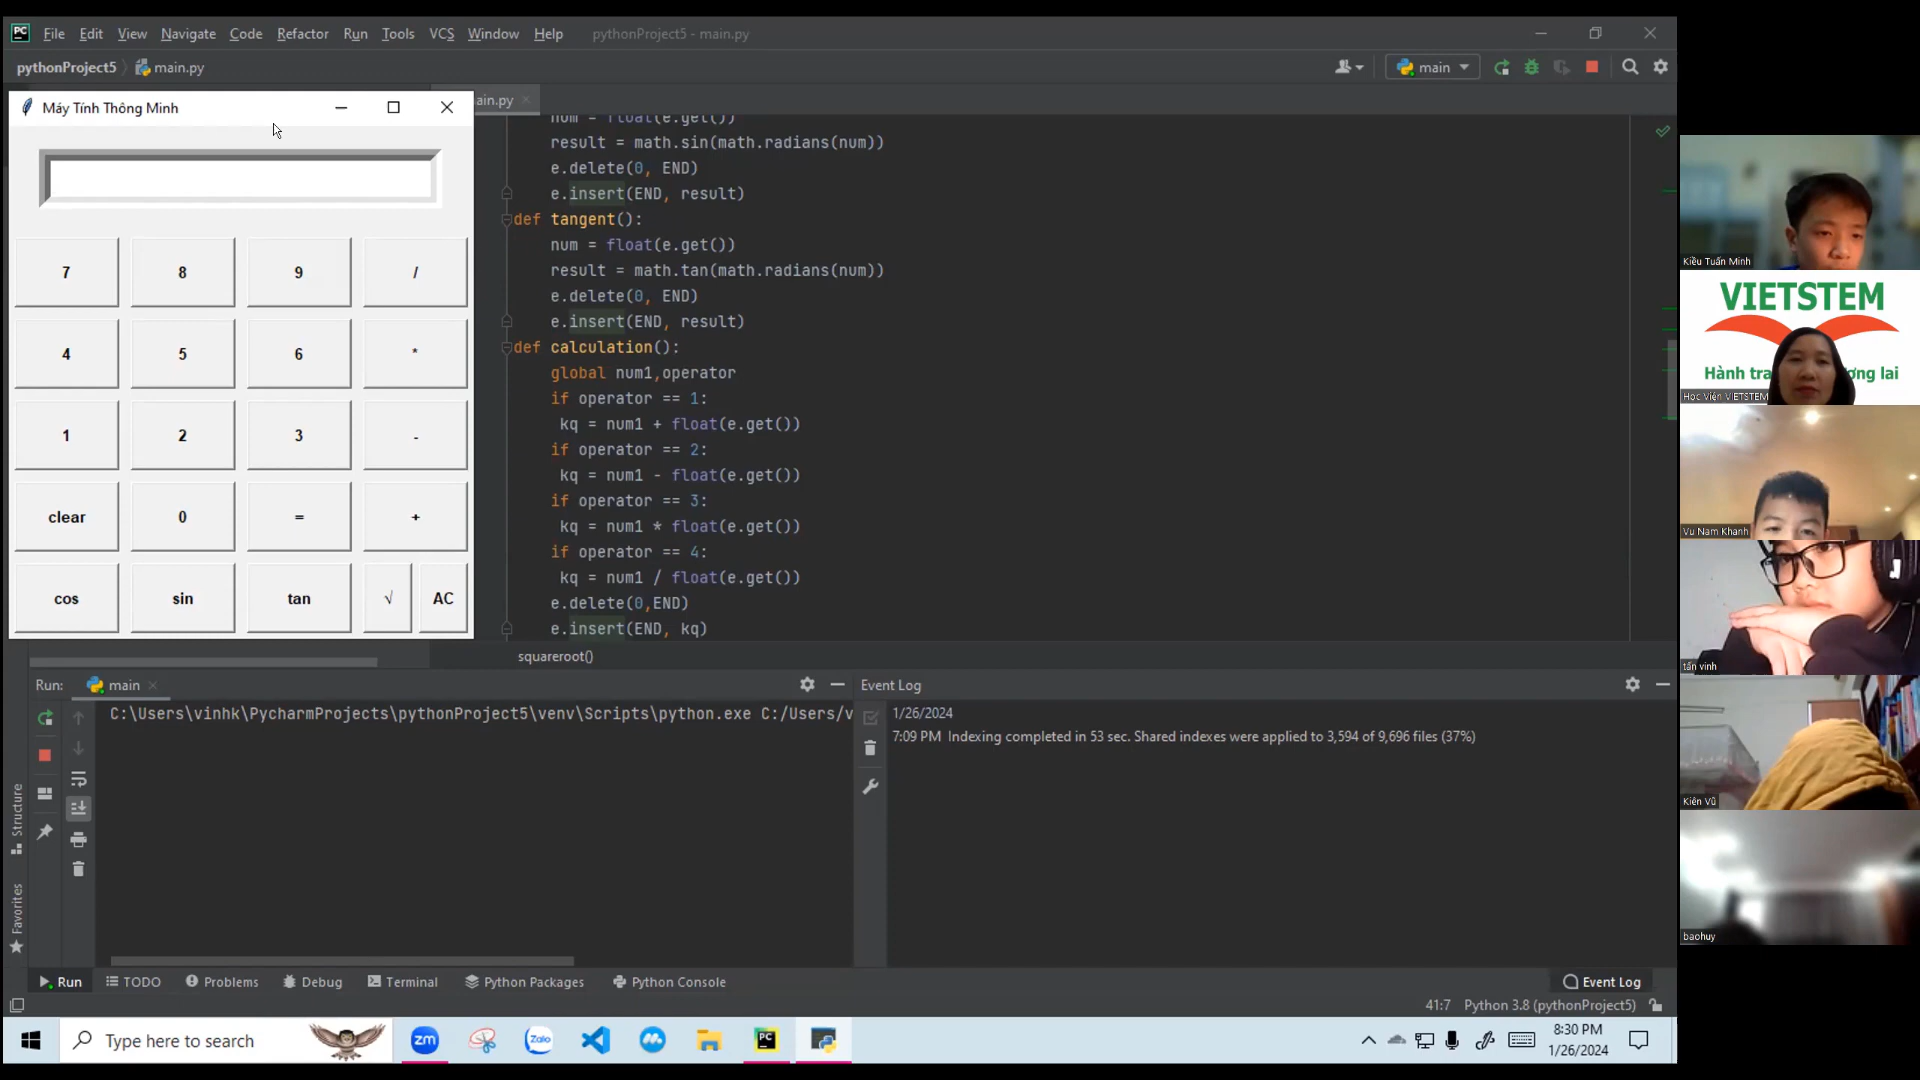 File Edit View Navigate Code Refactor Run Tools VCS Window Help pythonProject5 - main.py
pythonProject5 main.py
main
Máy Tính Thông Minh
ain.py
7 8 9 /
4 5 6 *
1 2 3 -
clear 0 = +
cos sin tan √ AC
num = float(e.get())
result = math.sin(math.radians(num))
e.delete(0, END)
e.insert(END, result)
def tangent():
num = float(e.get())
result = math.tan(math.radians(num))
e.delete(0, END)
e.insert(END, result)
def calculation():
global num1,operator
if operator == 1:
kq = num1 + float(e.get())
if operator == 2:
kq = num1 - float(e.get())
if operator == 3:
kq = num1 * float(e.get())
if operator == 4:
kq = num1 / float(e.get())
e.delete(0,END)
e.insert(END, kq)
squareroot()
Run: main
C:\Users\vinhk\PycharmProjects\pythonProject5\venv\Scripts\python.exe C:/Users/v
Event Log
1/26/2024
7:09 PM Indexing completed in 53 sec. Shared indexes were applied to 3,594 of 9,696 files (37%)
Structure
Favorites
Run TODO Problems Debug Terminal Python Packages Python Console Event Log
41:7 Python 3.8 (pythonProject5)
Type here to search
zm
Zalo
PC
8:30 PM
1/26/2024
Kiều Tuấn Minh
VIETSTEM
Hành tra ơng lai
Học Viện VIETSTEM
Vu Nam Khanh
tấn vinh
Kiên Vũ
baohuy